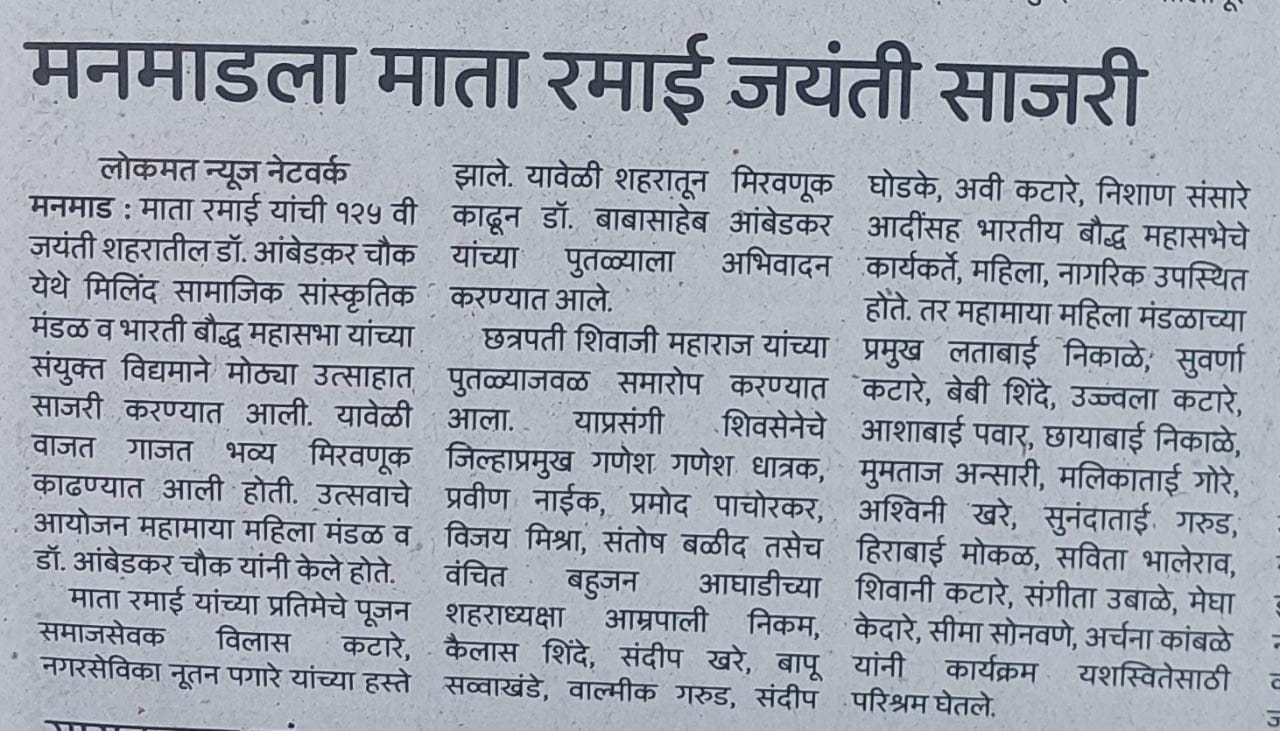 मनमाडला माता रमाई जयंती साजरी
लोकमत न्यूज नेटवर्क
मनमाड : माता रमाई यांची १२५ वी
जयंती शहरातील डॉ. आंबेडकर चौक
येथे मिलिंद सामाजिक सांस्कृतिक
मंडळ व भारती बौद्ध महासभा यांच्या
संयुक्त विद्यमाने मोठ्या उत्साहात
साजरी करण्यात आली. यावेळी
वाजत गाजत भव्य मिरवणूक
काढण्यात आली होती. उत्सवाचे
आयोजन महामाया महिला मंडळ व
डॉ. आंबेडकर चौक यांनी केले होते.
माता रमाई यांच्या प्रतिमेचे पूजन
समाजसेवक विलास कटारे,
नगरसेविका नूतन पगारे यांच्या हस्ते
झाले. यावेळी शहरातून मिरवणूक
काढून डॉ. बाबासाहेब आंबेडकर
यांच्या पुतळ्याला अभिवादन
करण्यात आले.
छत्रपती शिवाजी महाराज यांच्या
पुतळ्याजवळ समारोप करण्यात
आला. याप्रसंगी शिवसेनेचे
जिल्हाप्रमुख गणेश गणेश धात्रक,
प्रवीण नाईक, प्रमोद पाचोरकर,
विजय मिश्रा, संतोष बळीद तसेच
वंचित बहुजन आघाडीच्या
शहराध्यक्षा आम्रपाली निकम,
कैलास शिंदे, संदीप खरे, बापू
सव्वाखंडे, वाल्मीक गरुड, संदीप
घोडके, अवी कटारे, निशाण संसारे
आदींसह भारतीय बौद्ध महासभेचे
कार्यकर्ते, महिला, नागरिक उपस्थित
होते. तर महामाया महिला मंडळाच्या
प्रमुख लताबाई निकाळे, सुवर्णा
कटारे, बेबी शिंदे, उज्ज्वला कटारे,
आशाबाई पवार, छायाबाई निकाळे,
मुमताज अन्सारी, मलिकाताई गोरे,
अश्विनी खरे, सुनंदाताई गरुड,
हिराबाई मोकळ, सविता भालेराव,
शिवानी कटारे, संगीता उबाळे, मेघा
केदारे, सीमा सोनवणे, अर्चना कांबळे
यांनी कार्यक्रम यशस्वितेसाठी
परिश्रम घेतले.